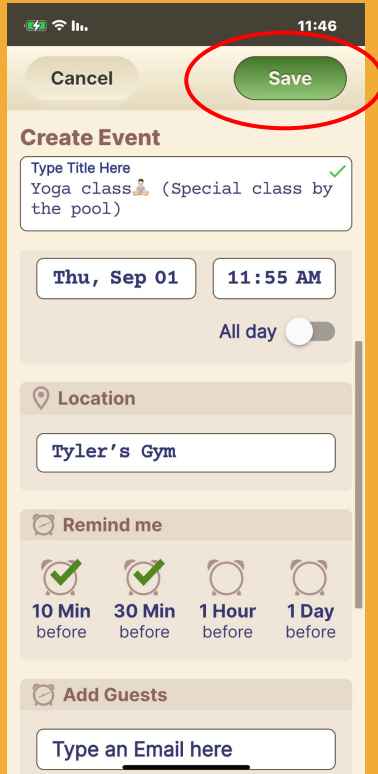 11:46
Cancel
Save
Create Event
Type Title Here
Yoga class🧘🏻 (Special class by
the pool)
Thu, Sep 01
11:55 AM
All day
Location
Tyler's Gym
Remind me
10 Min
before
30 Min
before
1 Hour
before
1 Day
before
Add Guests
Type an Email here